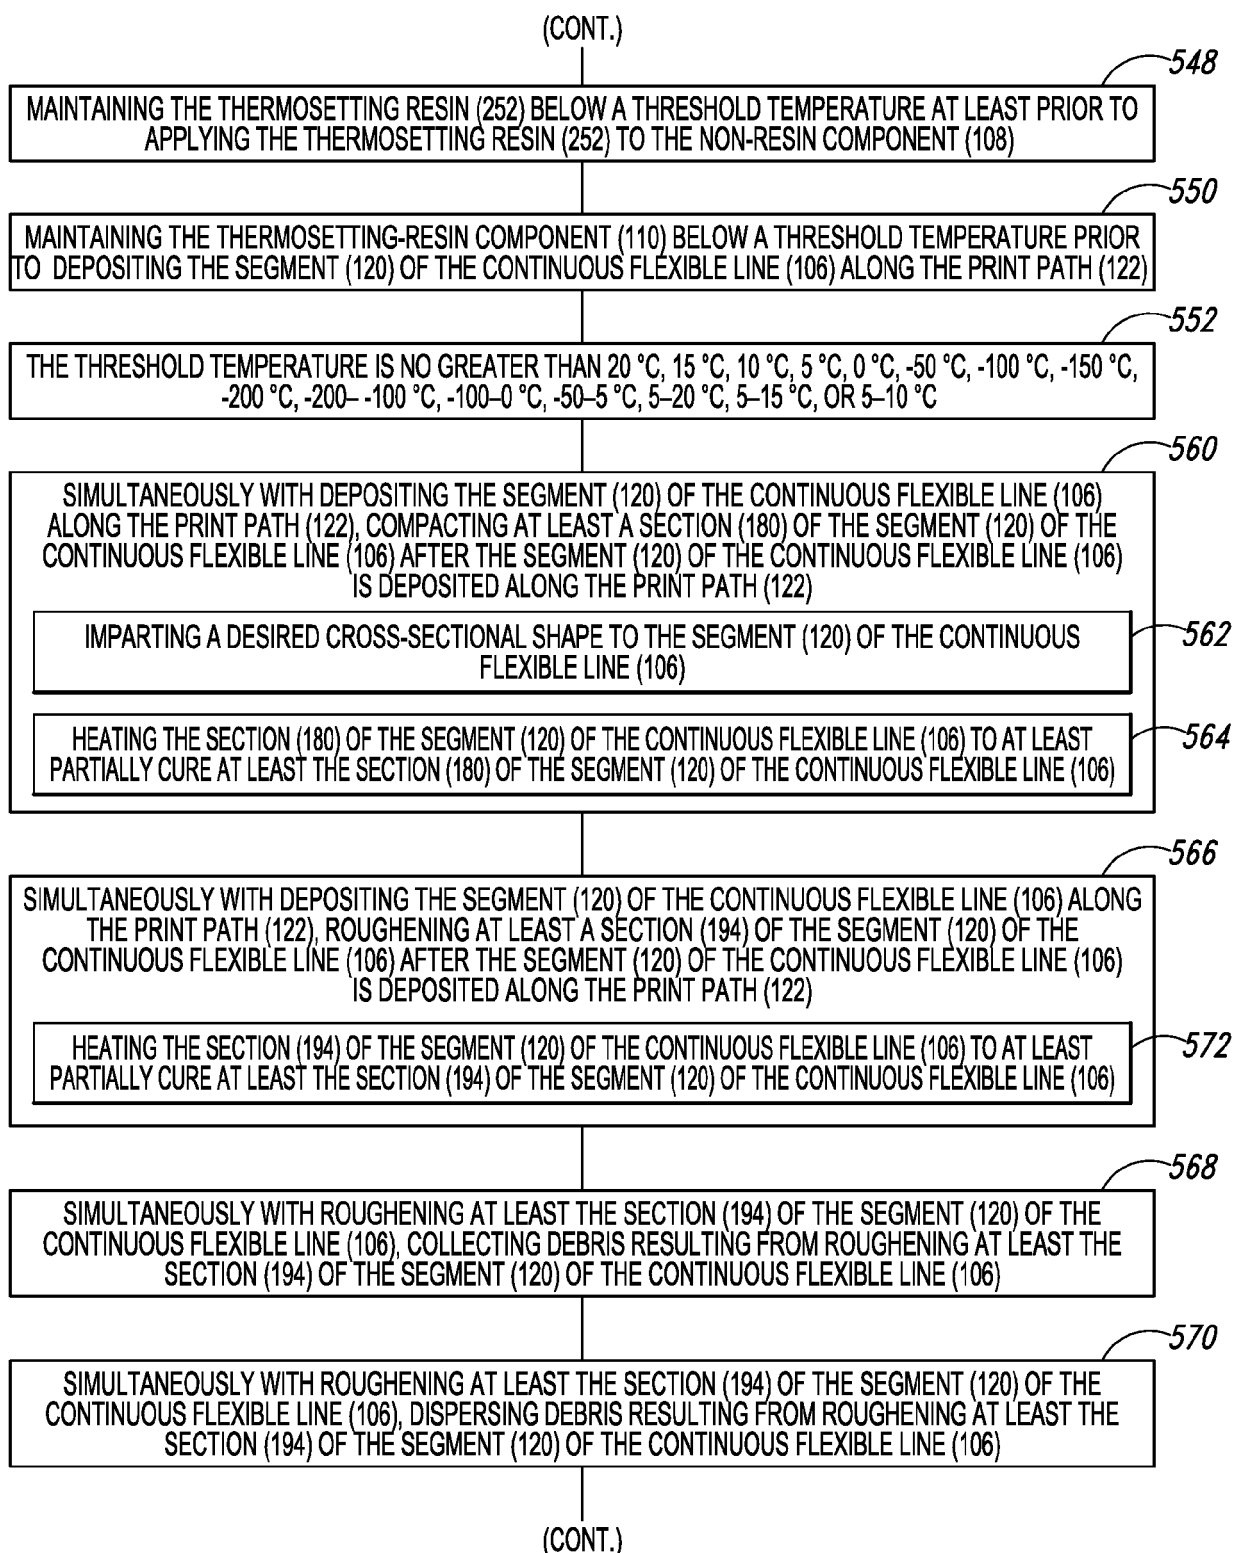 (CONT.)
548
MAINTAINING THE THERMOSETTING RESIN (252) BELOW A THRESHOLD TEMPERATURE AT LEAST PRIOR TO
APPLYING THE THERMOSETTING RESIN (252) TO THE NON-RESIN COMPONENT (108)
550
MAINTAINING THE THERMOSETTING-RESIN COMPONENT (110) BELOW A THRESHOLD TEMPERATURE PRIOR
TO DEPOSITING THE SEGMENT (120) OF THE CONTINUOUS FLEXIBLE LINE (106) ALONG THE PRINT PATH (122)
552
THE THRESHOLD TEMPERATURE IS NO GREATER THAN 20 °C, 15 °C, 10 °C, 5 °C, 0 °C, -50 °C, -100 °C, -150 °C,
-200 °C, -200– -100 °C, -100–0 °C, -50–5 °C, 5–20 °C, 5–15 °C, OR 5–10 °C
560
SIMULTANEOUSLY WITH DEPOSITING THE SEGMENT (120) OF THE CONTINUOUS FLEXIBLE LINE (106)
ALONG THE PRINT PATH (122), COMPACTING AT LEAST A SECTION (180) OF THE SEGMENT (120) OF THE
CONTINUOUS FLEXIBLE LINE (106) AFTER THE SEGMENT (120) OF THE CONTINUOUS FLEXIBLE LINE (106)
IS DEPOSITED ALONG THE PRINT PATH (122)
IMPARTING A DESIRED CROSS-SECTIONAL SHAPE TO THE SEGMENT (120) OF THE CONTINUOUS
FLEXIBLE LINE (106)
562
HEATING THE SECTION (180) OF THE SEGMENT (120) OF THE CONTINUOUS FLEXIBLE LINE (106) TO AT LEAST
PARTIALLY CURE AT LEAST THE SECTION (180) OF THE SEGMENT (120) OF THE CONTINUOUS FLEXIBLE LINE (106)
564
566
SIMULTANEOUSLY WITH DEPOSITING THE SEGMENT (120) OF THE CONTINUOUS FLEXIBLE LINE (106) ALONG
THE PRINT PATH (122), ROUGHENING AT LEAST A SECTION (194) OF THE SEGMENT (120) OF THE
CONTINUOUS FLEXIBLE LINE (106) AFTER THE SEGMENT (120) OF THE CONTINUOUS FLEXIBLE LINE (106)
IS DEPOSITED ALONG THE PRINT PATH (122)
HEATING THE SECTION (194) OF THE SEGMENT (120) OF THE CONTINUOUS FLEXIBLE LINE (106) TO AT LEAST
PARTIALLY CURE AT LEAST THE SECTION (194) OF THE SEGMENT (120) OF THE CONTINUOUS FLEXIBLE LINE (106)
572
568
SIMULTANEOUSLY WITH ROUGHENING AT LEAST THE SECTION (194) OF THE SEGMENT (120) OF THE
CONTINUOUS FLEXIBLE LINE (106), COLLECTING DEBRIS RESULTING FROM ROUGHENING AT LEAST THE
SECTION (194) OF THE SEGMENT (120) OF THE CONTINUOUS FLEXIBLE LINE (106)
570
SIMULTANEOUSLY WITH ROUGHENING AT LEAST THE SECTION (194) OF THE SEGMENT (120) OF THE
CONTINUOUS FLEXIBLE LINE (106), DISPERSING DEBRIS RESULTING FROM ROUGHENING AT LEAST THE
SECTION (194) OF THE SEGMENT (120) OF THE CONTINUOUS FLEXIBLE LINE (106)
(CONT.)